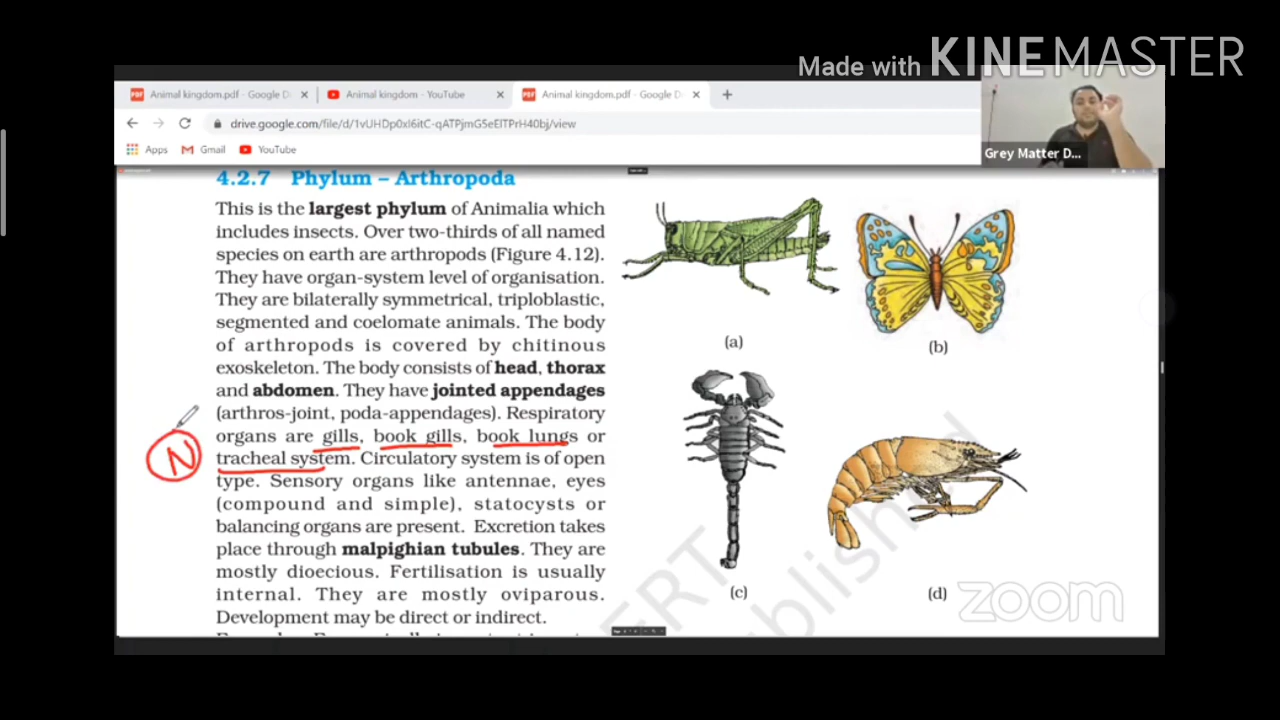 Made with KINEMASTER
Animal kingdom.pdf - Google D
Animal kingdom - YouTube
Animal kingdom.pdf - Google D
drive.google.com/file/d/1vUHDp0xI6itC-qATPjmG5eEITPrH40bj/view
Apps Gmail YouTube
Grey Matter D...
4.2.7 Phylum – Arthropoda
This is the largest phylum of Animalia which
includes insects. Over two-thirds of all named
species on earth are arthropods (Figure 4.12).
They have organ-system level of organisation.
They are bilaterally symmetrical, triploblastic,
segmented and coelomate animals. The body
of arthropods is covered by chitinous
exoskeleton. The body consists of head, thorax
and abdomen. They have jointed appendages
(arthros-joint, poda-appendages). Respiratory
organs are gills, book gills, book lungs or
tracheal system. Circulatory system is of open
type. Sensory organs like antennae, eyes
(compound and simple), statocysts or
balancing organs are present. Excretion takes
place through malpighian tubules. They are
mostly dioecious. Fertilisation is usually
internal. They are mostly oviparous.
Development may be direct or indirect.
N
(a)
(b)
(c)
(d)
zoom